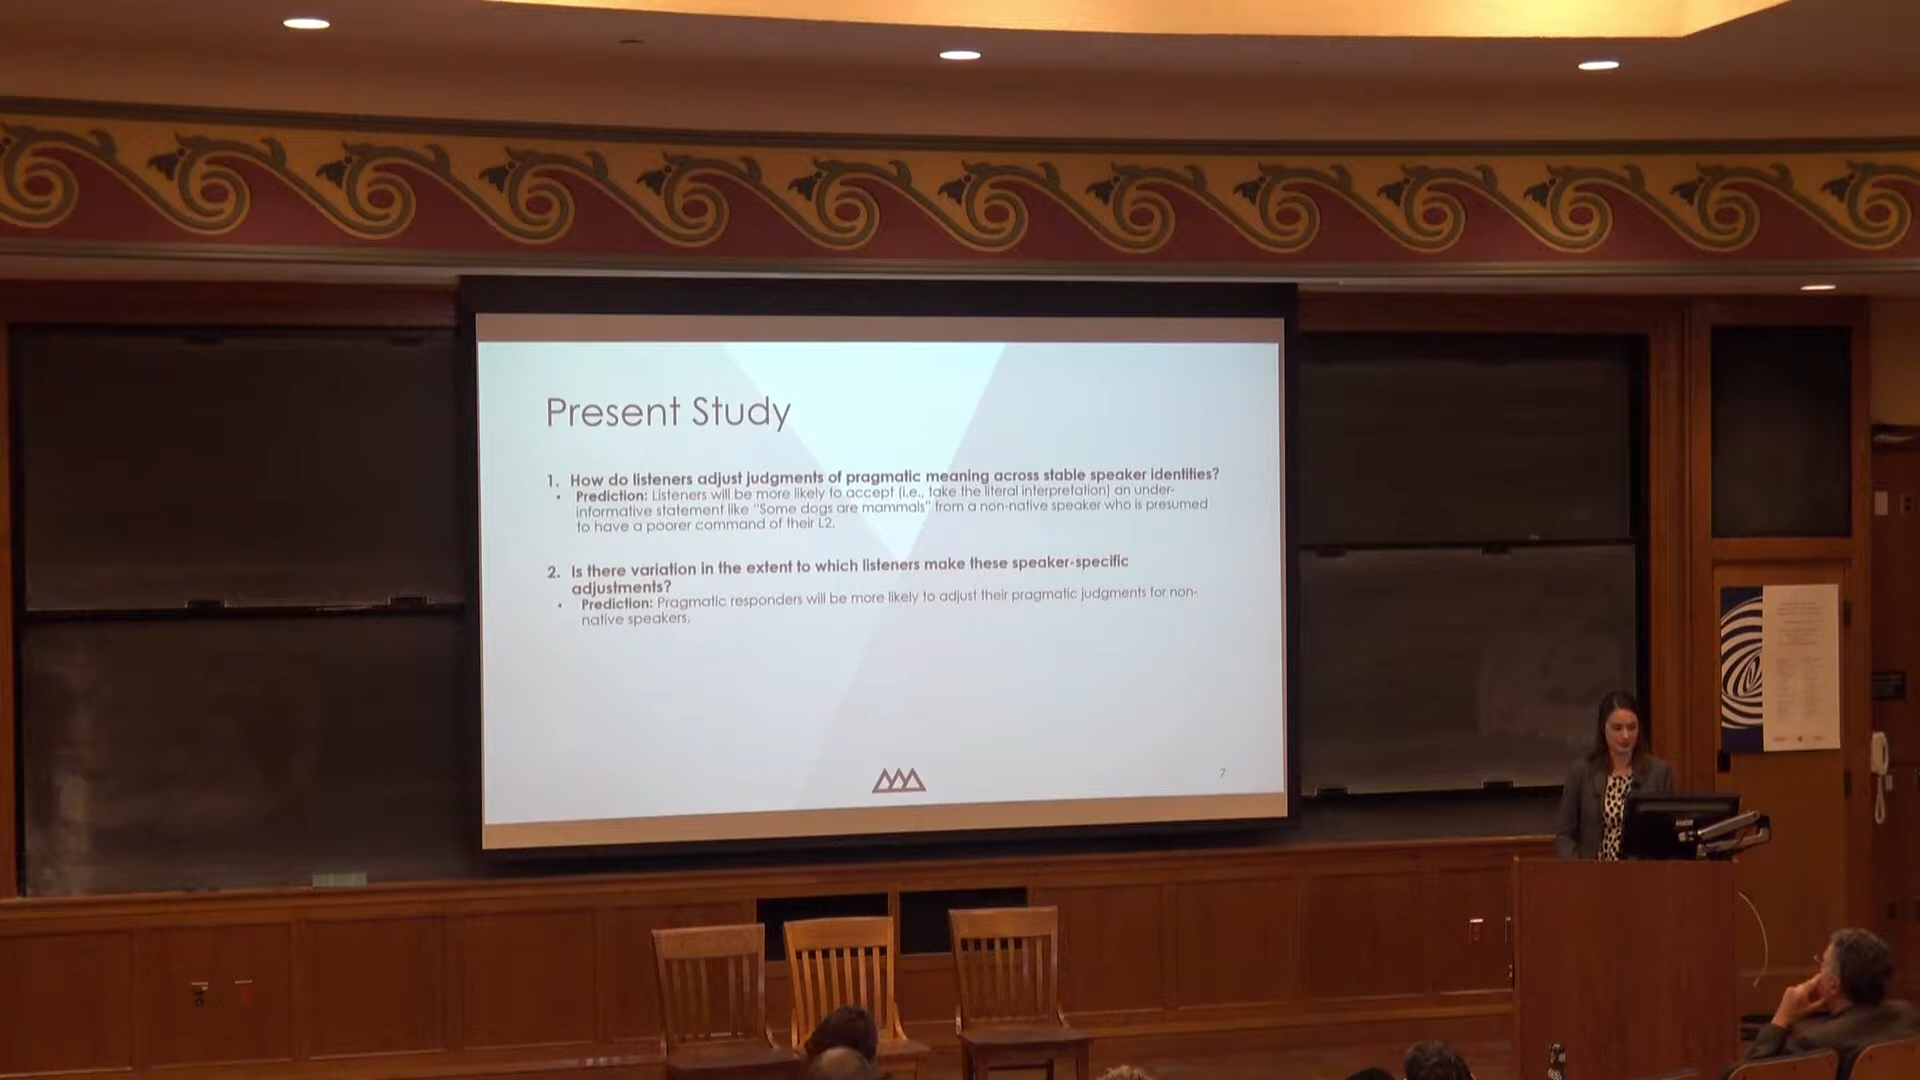 Present Study
1. How do listeners adjust judgments of pragmatic meaning across stable speaker identities?
• Prediction: Listeners will be more likely to accept (i.e., take the literal interpretation) an under-
informative statement like "Some dogs are mammals" from a non-native speaker who is presumed
to have a poorer command of their L2.
2. Is there variation in the extent to which listeners make these speaker-specific
adjustments?
• Prediction: Pragmatic responders will be more likely to adjust their pragmatic judgments for non-
native speakers.
7